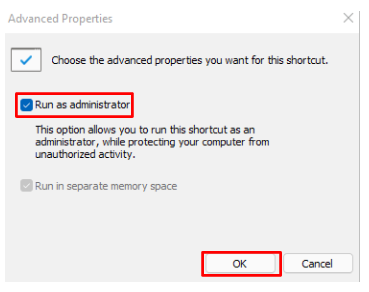 Advanced Properties
Choose the advanced properties you want for this shortcut.
Run as administrator
This option allows you to run this shortcut as an
administrator, while protecting your computer from
unauthorized activity.
Run in separate memory space
OK
Cancel